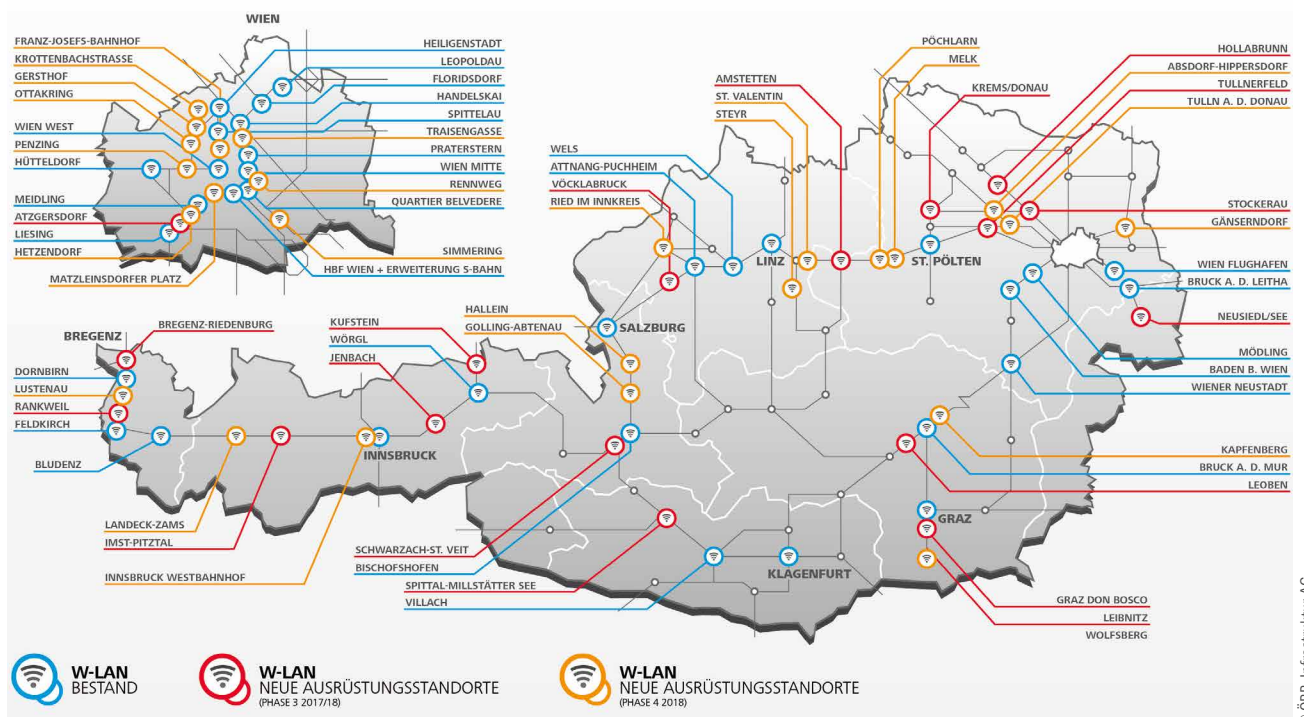 WIEN
FRANZ-JOSEFS-BAHNHOF
KROTTENBACHSTRASSE
GERSTHOF
OTTAKRING
WIEN WEST
PENZING
HÜTTELDORF
MEIDLING
ATZGERSDORF
LIESING
HETZENDORF
MATZLEINSDORFER PLATZ
HEILIGENSTADT
LEOPOLDAU
FLORIDSDORF
HANDELSKAI
SPITTELAU
TRAISENGASSE
PRATERSTERN
WIEN MITTE
RENNWEG
QUARTIER BELVEDERE
SIMMERING
HBF WIEN + ERWEITERUNG S-BAHN
PÖCHLARN
MELK
AMSTETTEN
ST. VALENTIN
STEYR
WELS
ATTNANG-PUCHHEIM
VÖCKLABRUCK
RIED IM INNKREIS
KREMS/DONAU
HOLLABRUNN
ABSDORF-HIPPERSDORF
TULLNERFELD
TULLN A. D. DONAU
STOCKERAU
GÄNSERNDORF
WIEN FLUGHAFEN
BRUCK A. D. LEITHA
NEUSIEDL/SEE
MÖDLING
BADEN B. WIEN
WIENER NEUSTADT
KAPFENBERG
BRUCK A. D. MUR
LEOBEN
LINZ
ST. PÖLTEN
SALZBURG
HALLEIN
GOLLING-ABTENAU
KUFSTEIN
WÖRGL
JENBACH
BREGENZ
BREGENZ-RIEDENBURG
DORNBIRN
LUSTENAU
RANKWEIL
FELDKIRCH
BLUDENZ
INNSBRUCK
LANDECK-ZAMS
IMST-PITZTAL
INNSBRUCK WESTBAHNHOF
SCHWARZACH-ST. VEIT
BISCHOFSHOFEN
SPITTAL-MILLSTÄTTER SEE
VILLACH
KLAGENFURT
GRAZ
GRAZ DON BOSCO
LEIBNITZ
WOLFSBERG
W-LAN
BESTAND
W-LAN
NEUE AUSRÜSTUNGSSTANDORTE
(PHASE 3 2017/18)
W-LAN
NEUE AUSRÜSTUNGSSTANDORTE
(PHASE 4 2018)